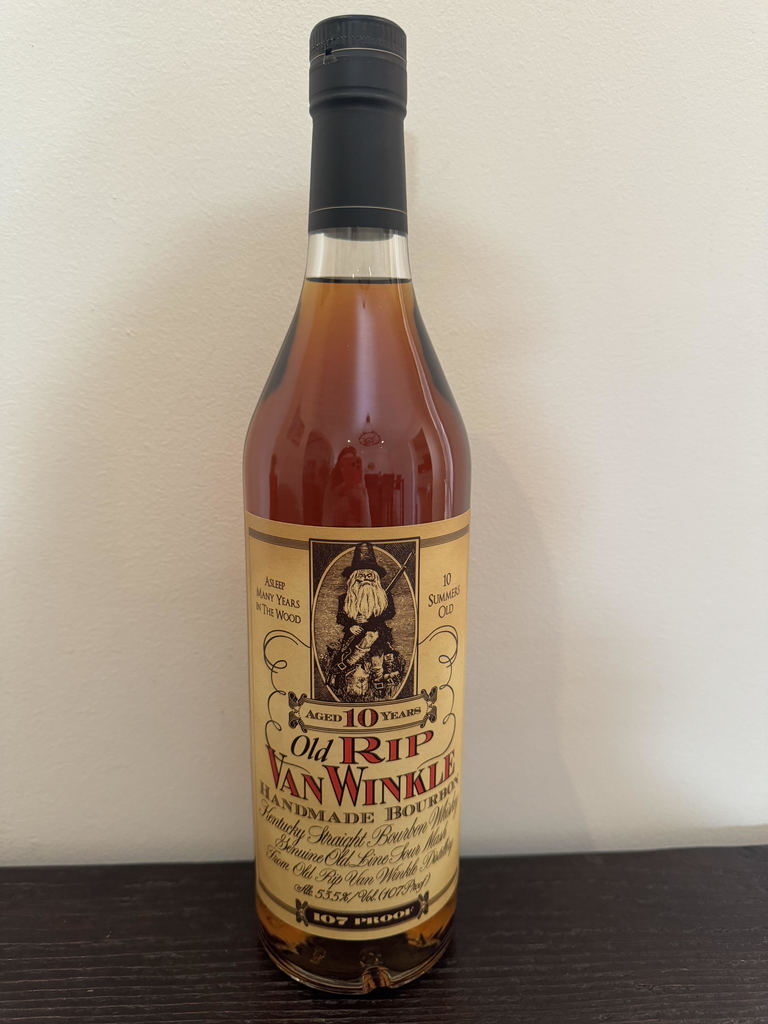 ASLEEP
MANY YEARS
IN THE WOOD
10
SUMMERS
OLD
AGED 10 YEARS
Old RIP
VAN WINKLE
HANDMADE BOURBON
Kentucky Straight Bourbon Whisky
Genuine Old Line Sour Mash
From Old Rip Van Winkle Distillery
Alc. 53.5% / Vol. (107 Proof)
107 PROOF